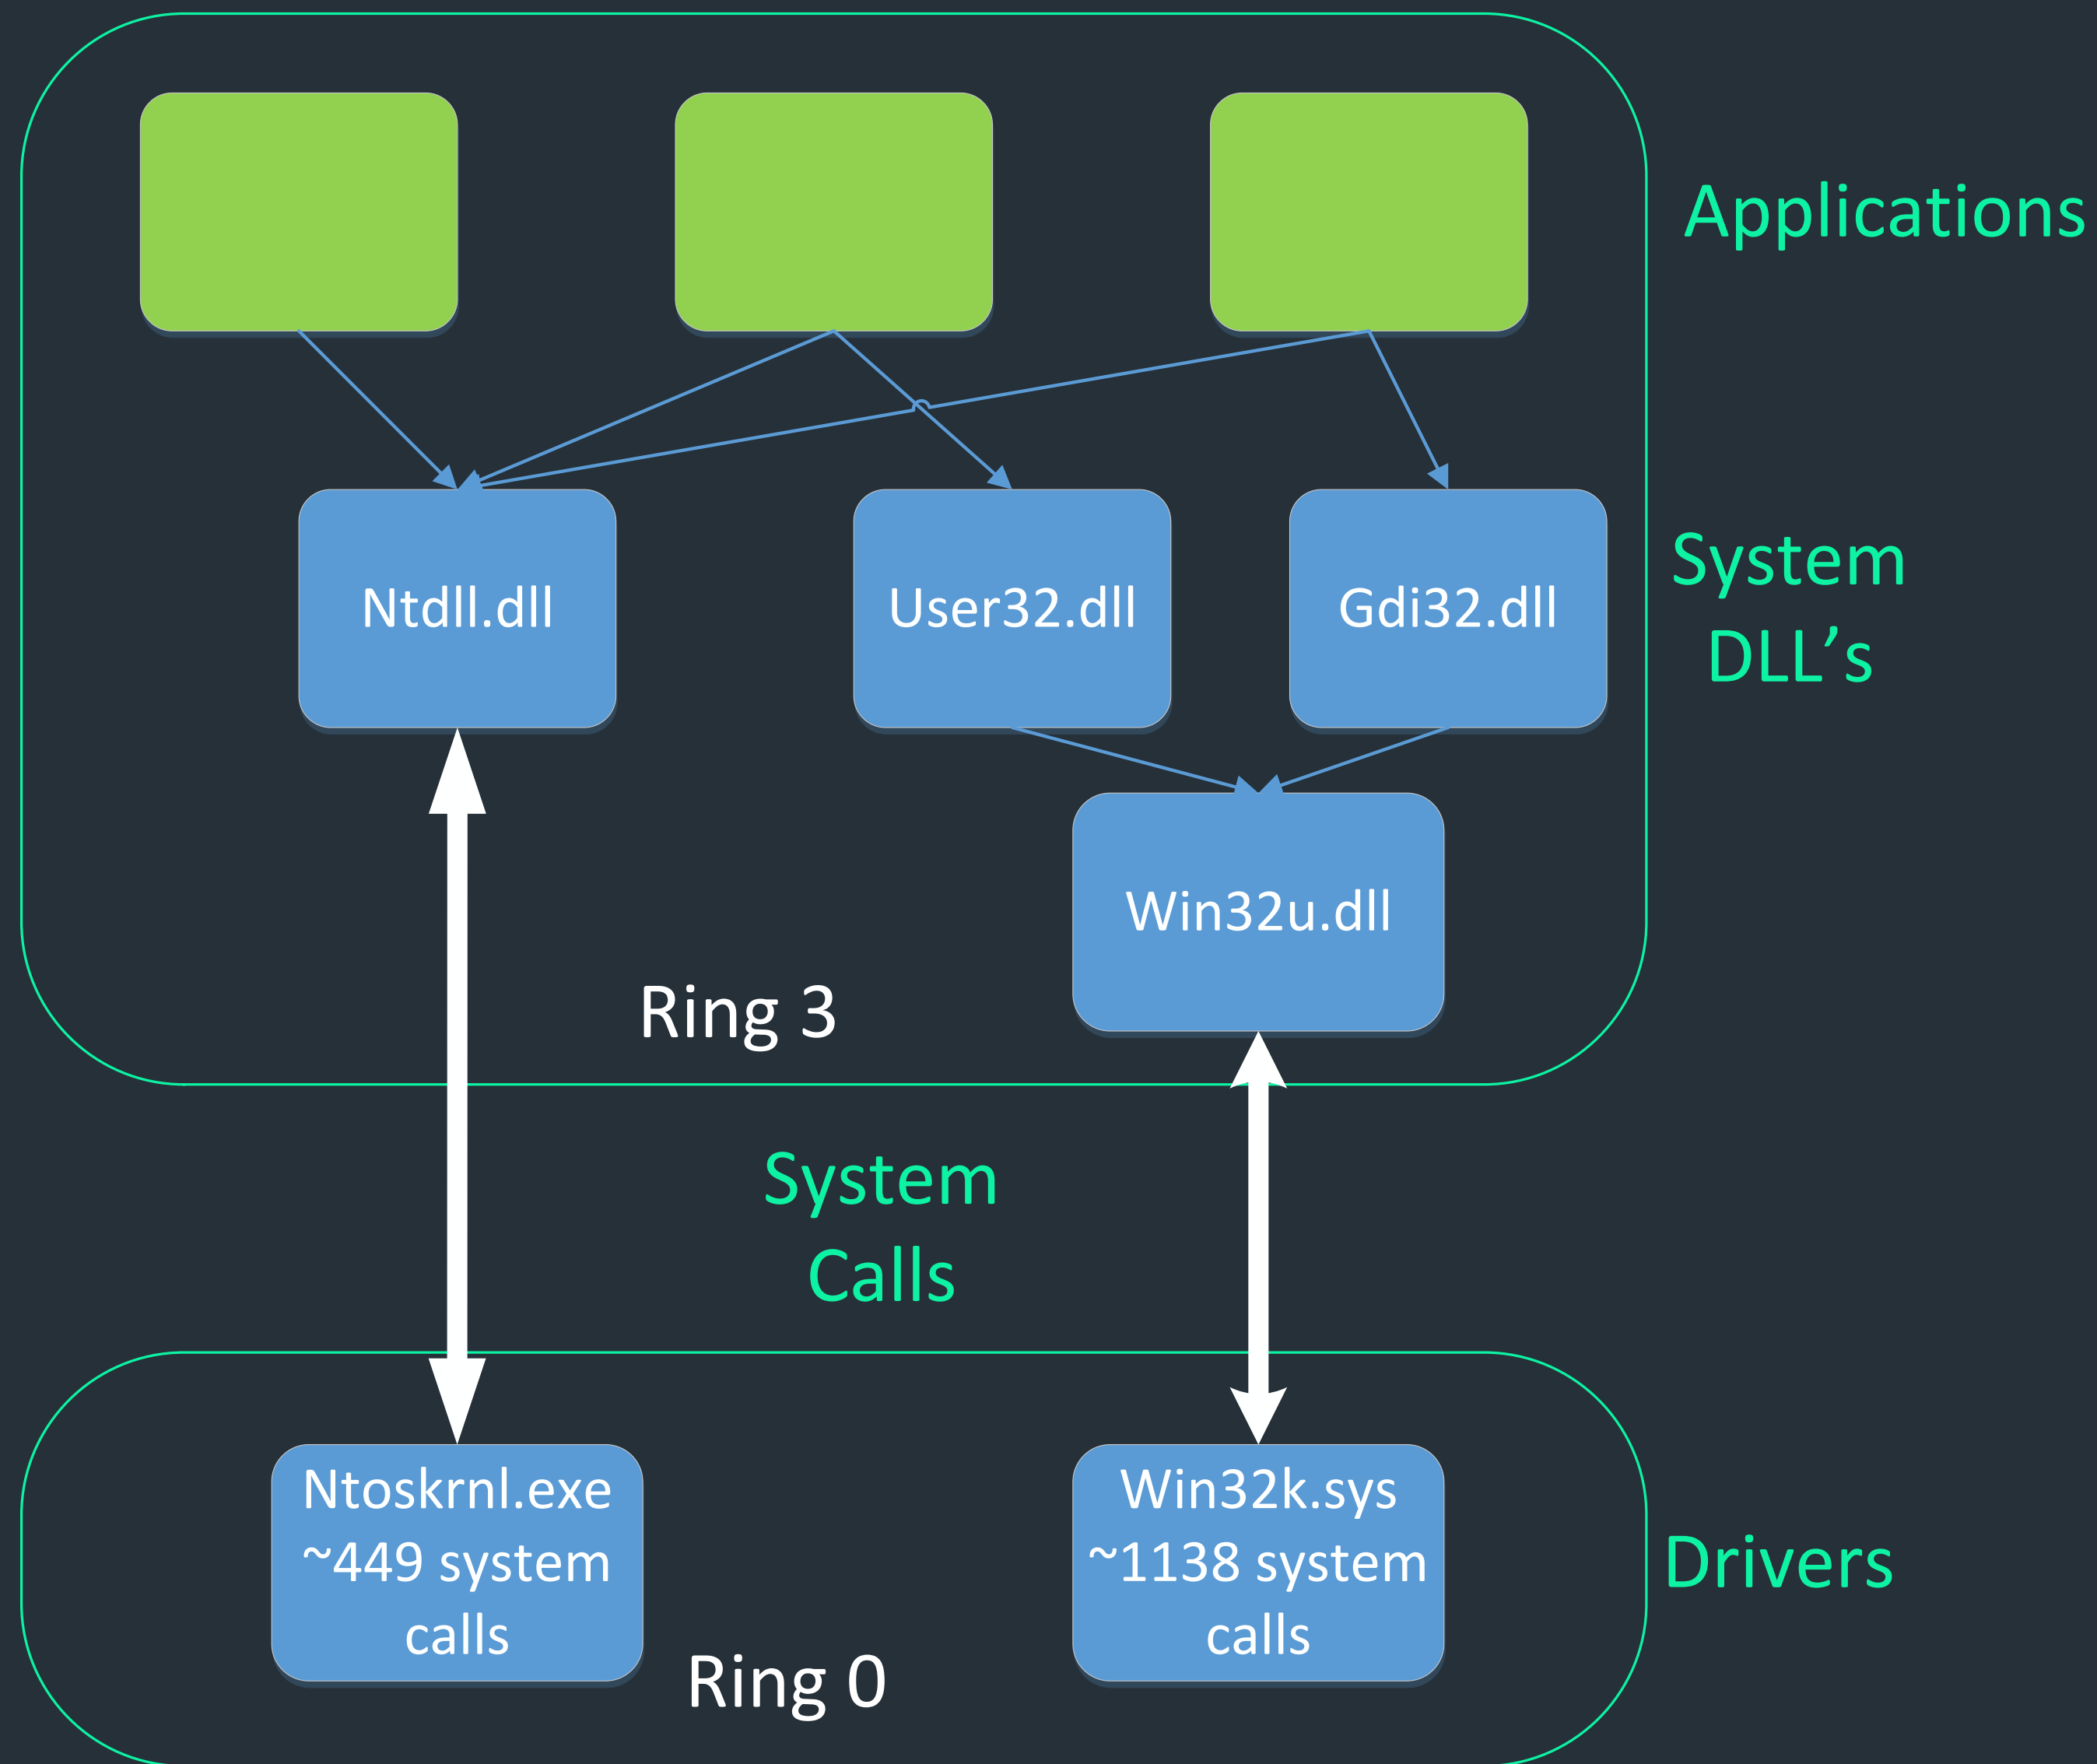 Applications
Ntdll.dll
User32.dll
Gdi32.dll
System
DLL’s
Win32u.dll
Ring 3
System
Calls
Ntoskrnl.exe
~449 system
calls
Win32k.sys
~1138 system
calls
Drivers
Ring 0